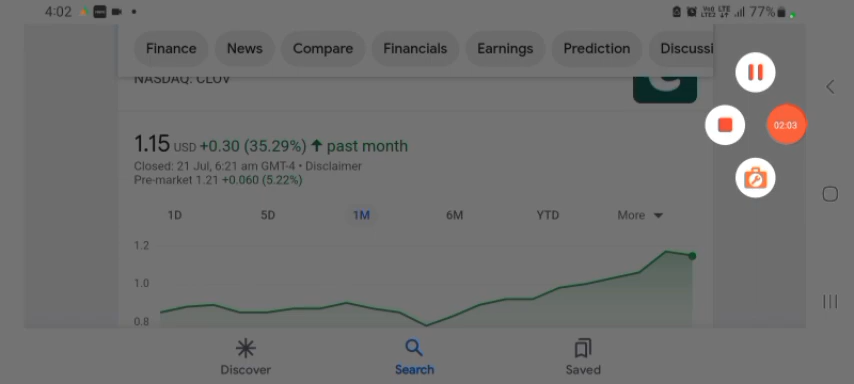 4:02
77%
Finance News Compare Financials Earnings Prediction Discussi
NASDAQ: CLOV
1.15 USD +0.30 (35.29%) ↑ past month
Closed: 21 Jul, 6:21 am GMT-4 • Disclaimer
Pre-market 1.21 +0.060 (5.22%)
02:03
1D 5D 1M 6M YTD More
1.2
1.0
0.8
Discover Search Saved